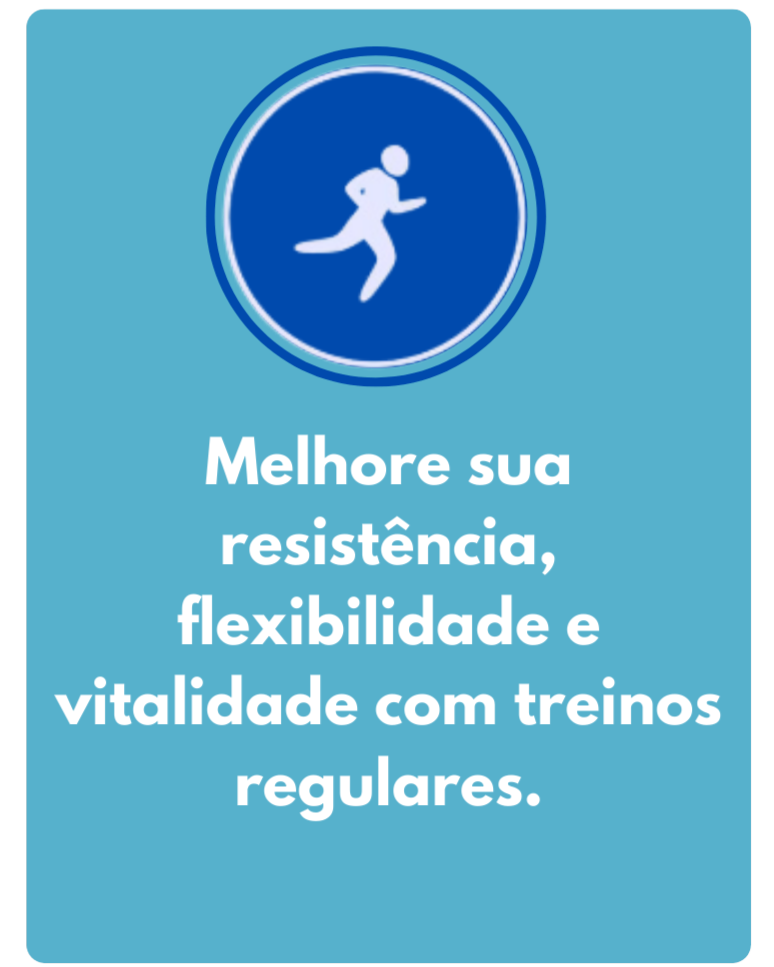 Melhore sua
resistência,
flexibilidade e
vitalidade com treinos
regulares.